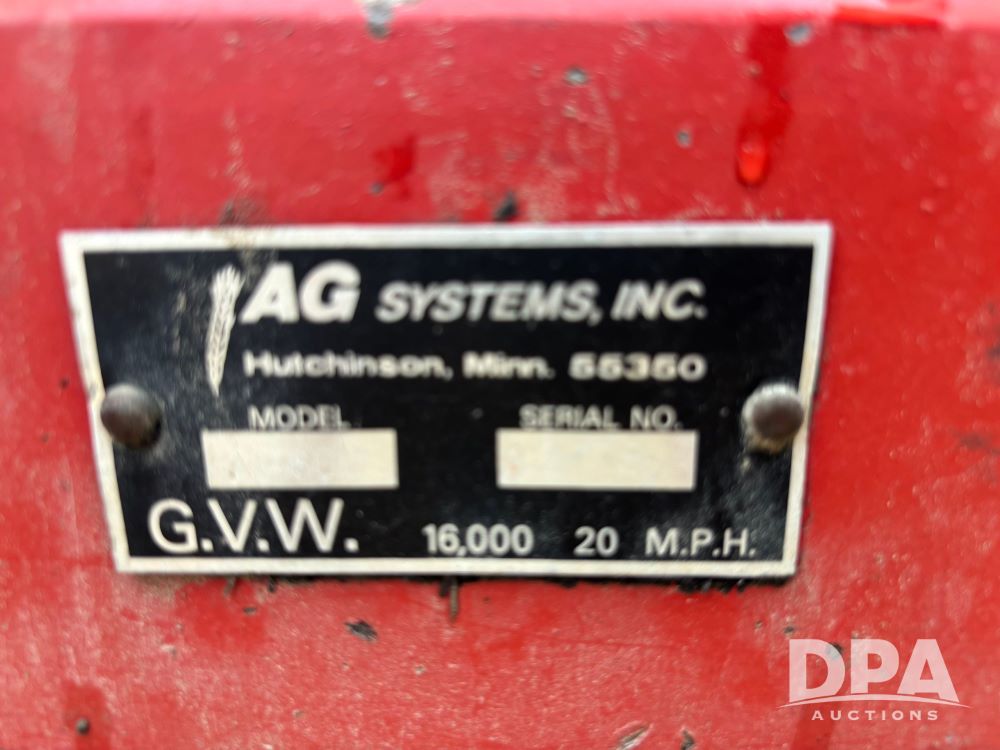 AG SYSTEMS, INC.
Hutchinson, Minn. 55350
MODEL SERIAL NO.
G.V.W. 16,000 20 M.P.H.
DPA
AUCTIONS